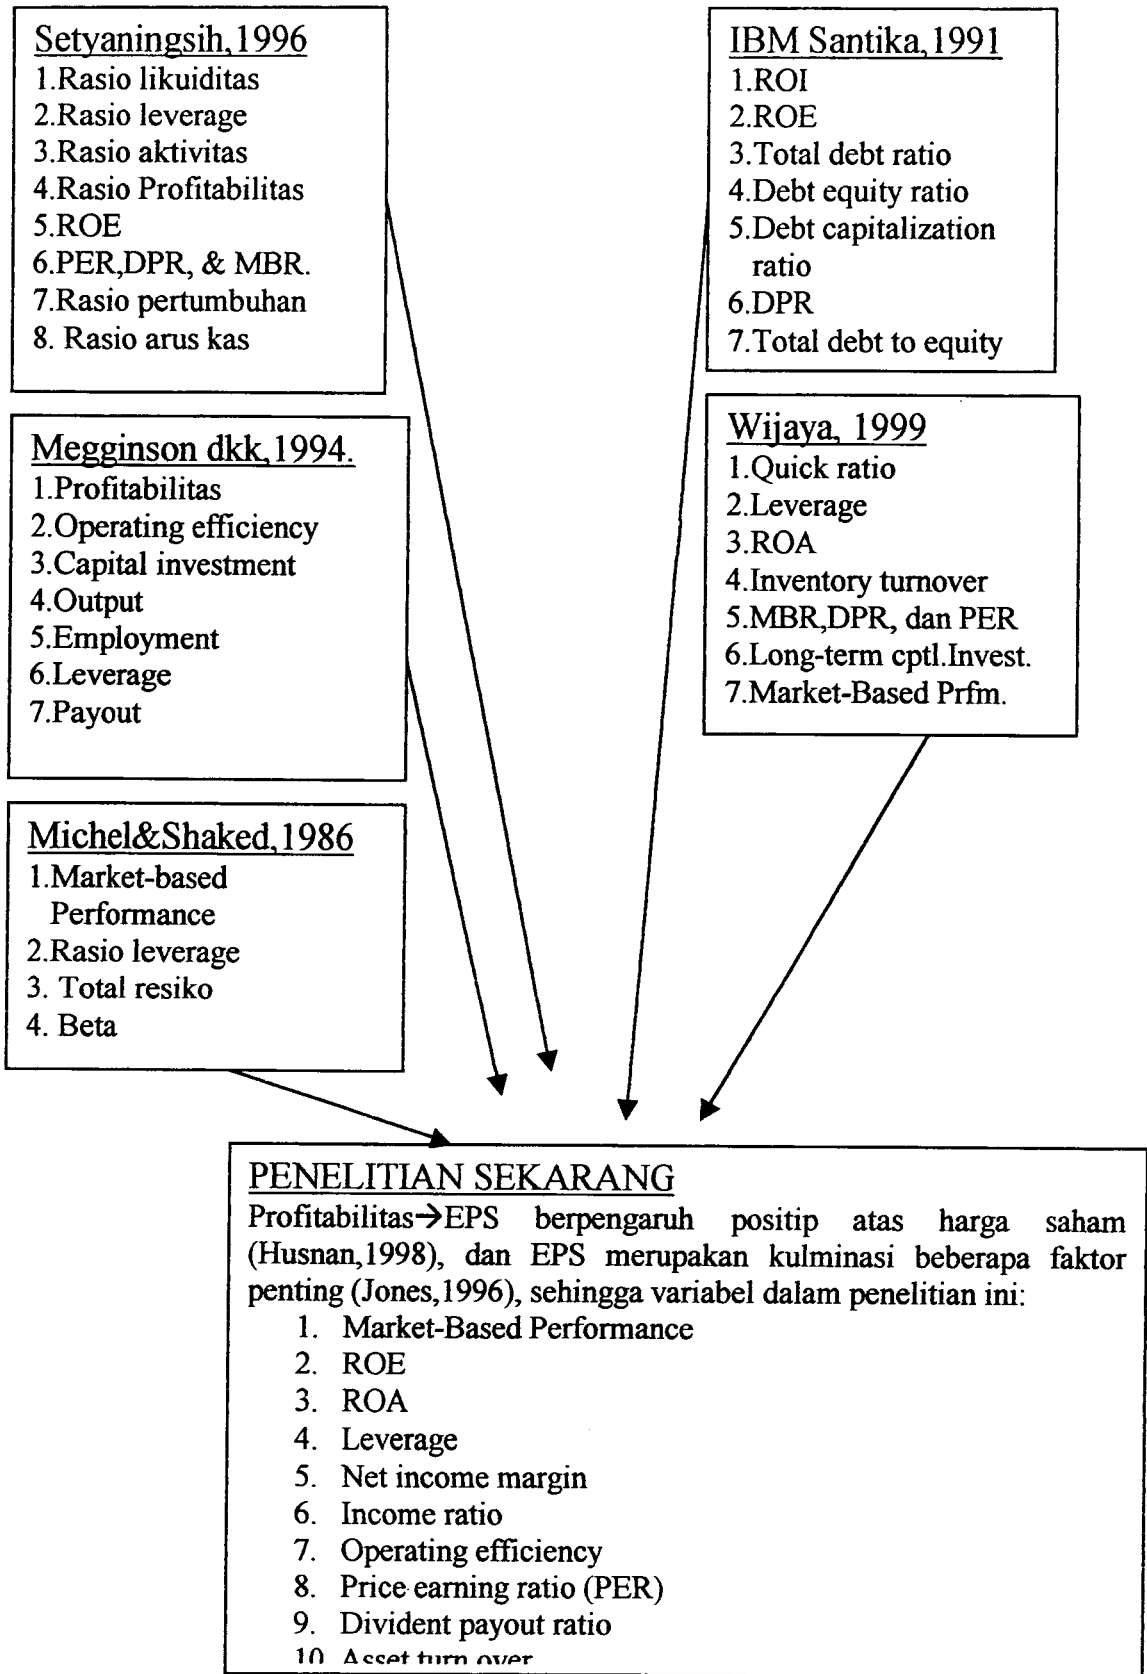 Setyaningsih,1996
1.Rasio likuiditas
2.Rasio leverage
3.Rasio aktivitas
4.Rasio Profitabilitas
5.ROE
6.PER,DPR, & MBR.
7.Rasio pertumbuhan
8. Rasio arus kas
IBM Santika,1991
1.ROI
2.ROE
3.Total debt ratio
4.Debt equity ratio
5.Debt capitalization
ratio
6.DPR
7.Total debt to equity
Megginson dkk,1994.
1.Profitabilitas
2.Operating efficiency
3.Capital investment
4.Output
5.Employment
6.Leverage
7.Payout
Wijaya, 1999
1.Quick ratio
2.Leverage
3.ROA
4.Inventory turnover
5.MBR,DPR, dan PER
6.Long-term cptl.Invest.
7.Market-Based Prfm.
Michel&Shaked,1986
1.Market-based
Performance
2.Rasio leverage
3. Total resiko
4. Beta
PENELITIAN SEKARANG
Profitabilitas→EPS berpengaruh positip atas harga saham
(Husnan,1998), dan EPS merupakan kulminasi beberapa faktor
penting (Jones,1996), sehingga variabel dalam penelitian ini:
1. Market-Based Performance
2. ROE
3. ROA
4. Leverage
5. Net income margin
6. Income ratio
7. Operating efficiency
8. Price earning ratio (PER)
9. Divident payout ratio
10. Asset turn over